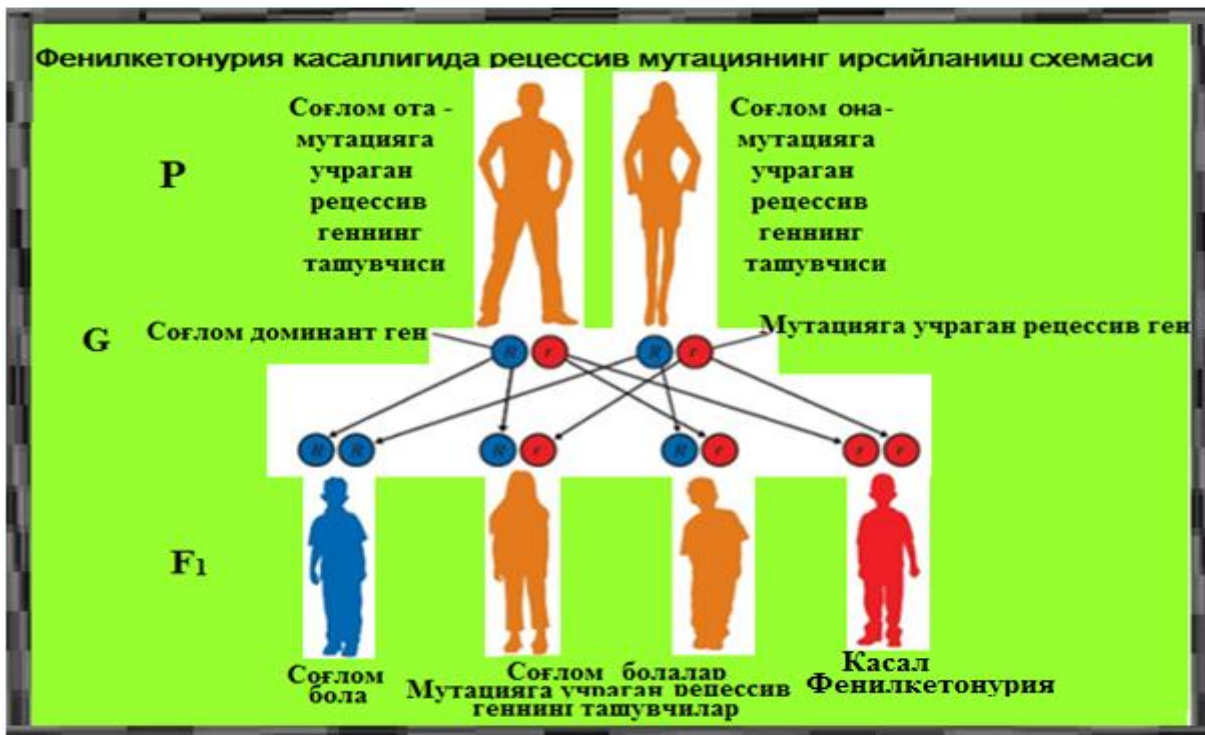 Фенилкетонурия касаллигида рецессив мутациянинг ирсийланиш схемаси
P
Соғлом ота -
мутацияга
учраган
рецессив
геннинг
ташувчиси
Соғлом она-
мутацияга
учраган
рецессив
геннинг
ташувчиси
G
Соғлом доминант ген
Мутацияга учраган рецессив ген
R r R r
R R R r R r r r
F1
Соғлом
бола
Соғлом болалар
Мутацияга учраган рецессив
геннинг ташувчилар
Касал
Фенилкетонурия